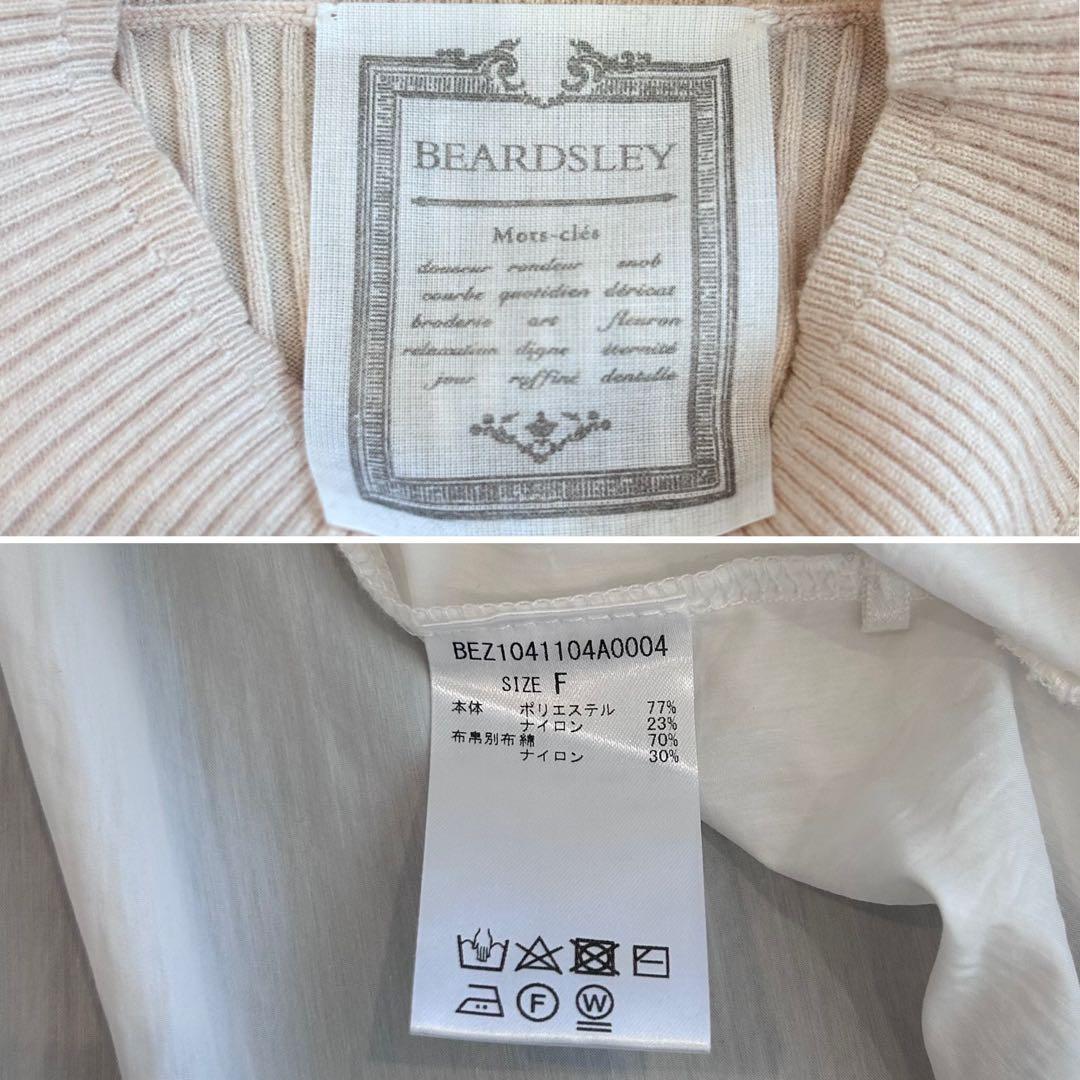 BEARDSLEY
Mots-clés
douceur rondeur snob
courbe quotidien déricat
broderie art fleuron
relaxation digne éternité
jour raffiné dentelle
BEZ1041104A0004
SIZE F
本体 ポリエステル 77%
ナイロン 23%
布帛別布 綿 70%
ナイロン 30%
F
W